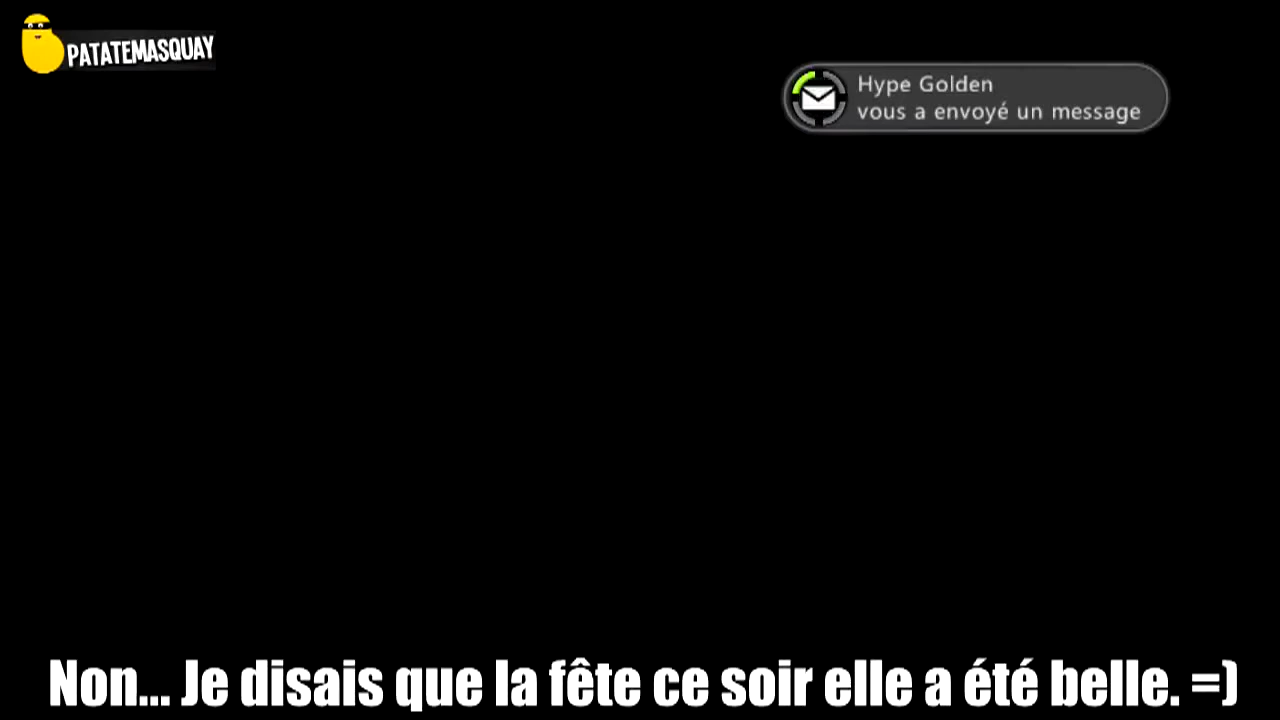 PATATEMASQUAY
Hype Golden
vous a envoyé un message
Non... Je disais que la fête ce soir elle a été belle. =)